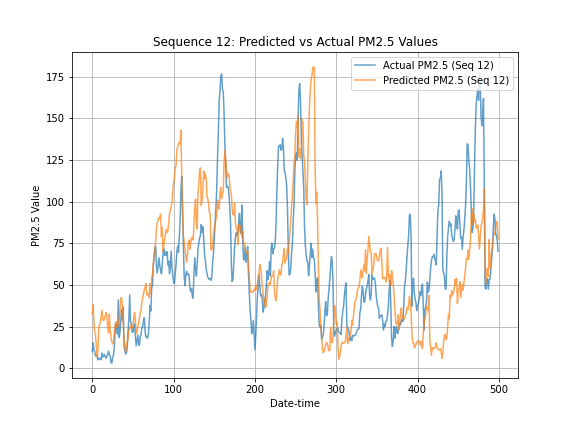 Sequence 12: Predicted vs Actual PM2.5 Values
Actual PM2.5 (Seq 12)
Predicted PM2.5 (Seq 12)
175
150
125
100
75
50
25
0
PM2.5 Value
0 100 200 300 400 500
Date-time